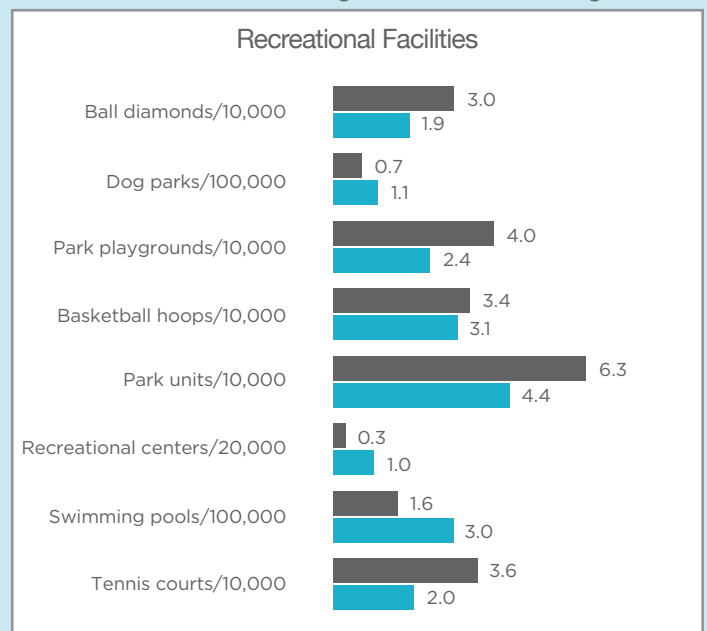 Recreational Facilities
Ball diamonds/10,000
3.0
1.9
Dog parks/100,000
0.7
1.1
Park playgrounds/10,000
4.0
2.4
Basketball hoops/10,000
3.4
3.1
Park units/10,000
6.3
4.4
Recreational centers/20,000
0.3
1.0
Swimming pools/100,000
1.6
3.0
Tennis courts/10,000
3.6
2.0